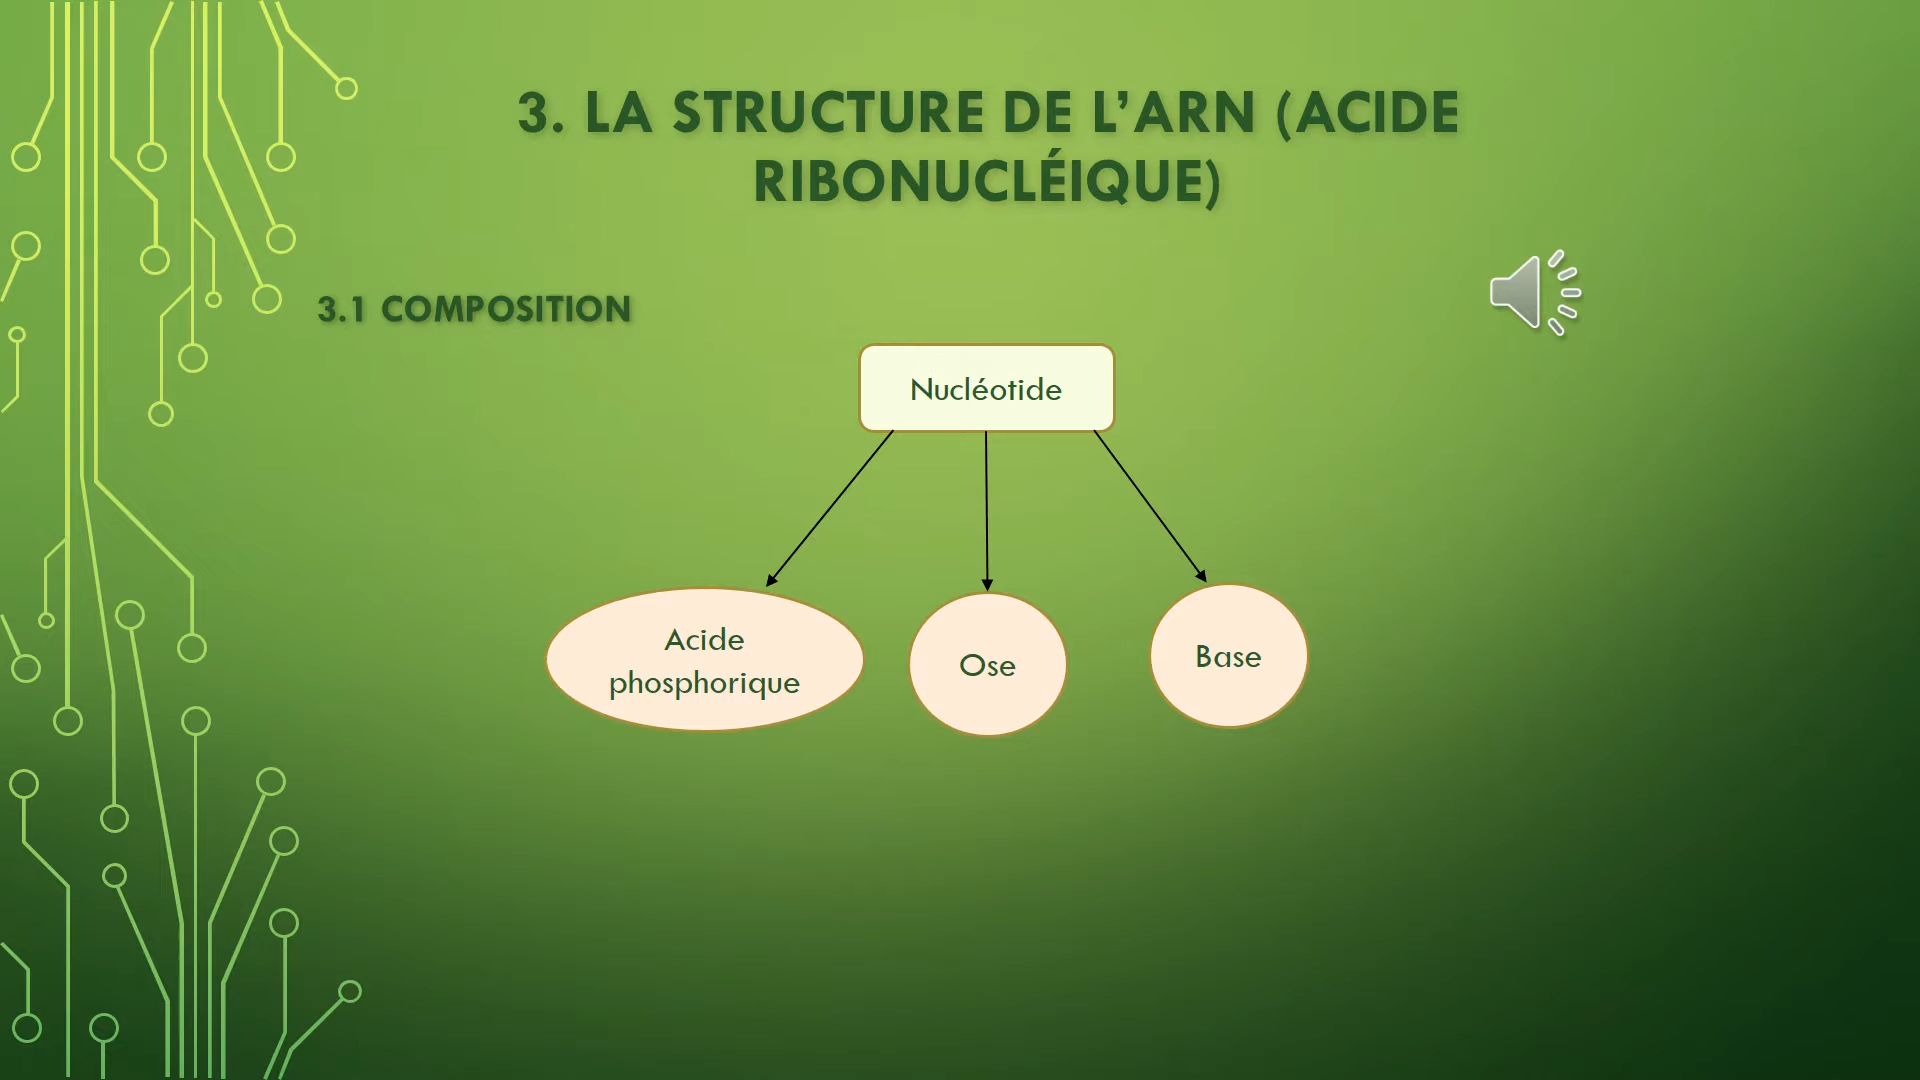 3. LA STRUCTURE DE L’ARN (ACIDE
RIBONUCLÉIQUE)
3.1 COMPOSITION
Nucléotide
Acide
phosphorique
Ose
Base